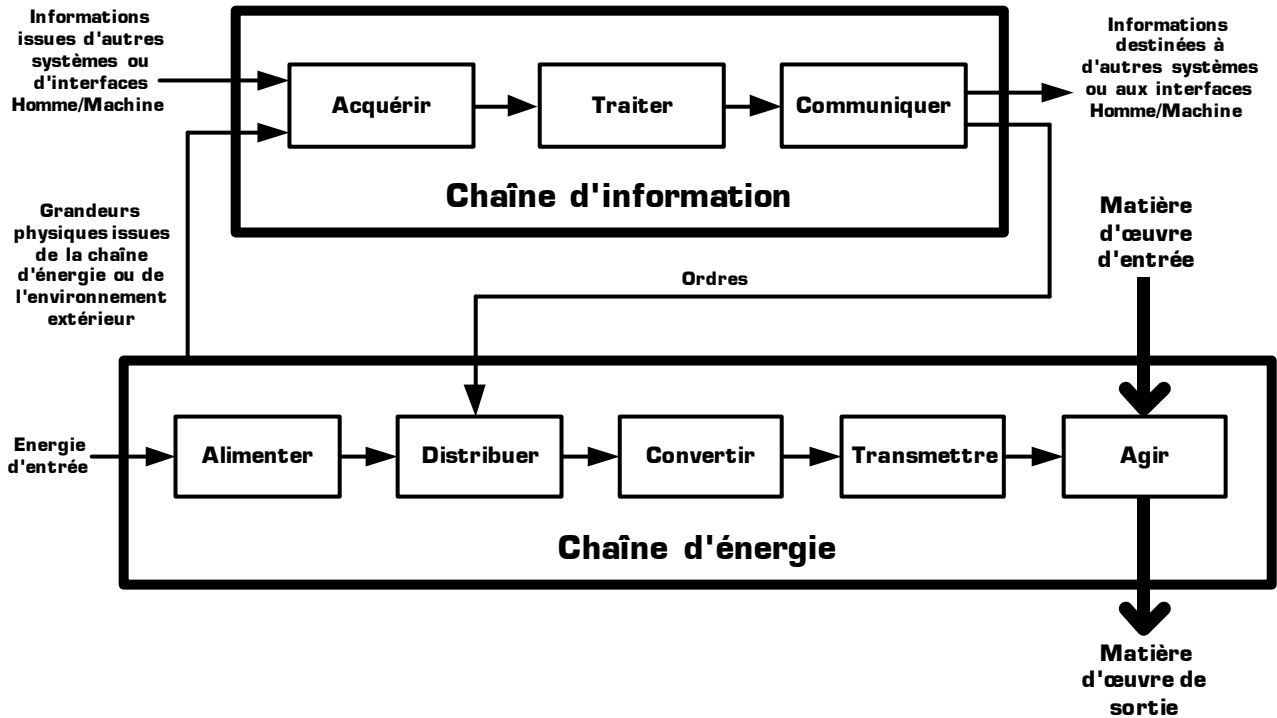 Informations
issues d'autres
systèmes ou
d'interfaces
Homme/Machine
Acquérir
Traiter
Communiquer
Informations
destinées à
d'autres systèmes
ou aux interfaces
Homme/Machine
Chaîne d'information
Grandeurs
physiques issues
de la chaîne
d'énergie ou de
l'environnement
extérieur
Ordres
Matière
d'œuvre
d'entrée
Energie
d'entrée
Alimenter
Distribuer
Convertir
Transmettre
Agir
Chaîne d'énergie
Matière
d'œuvre de
sortie